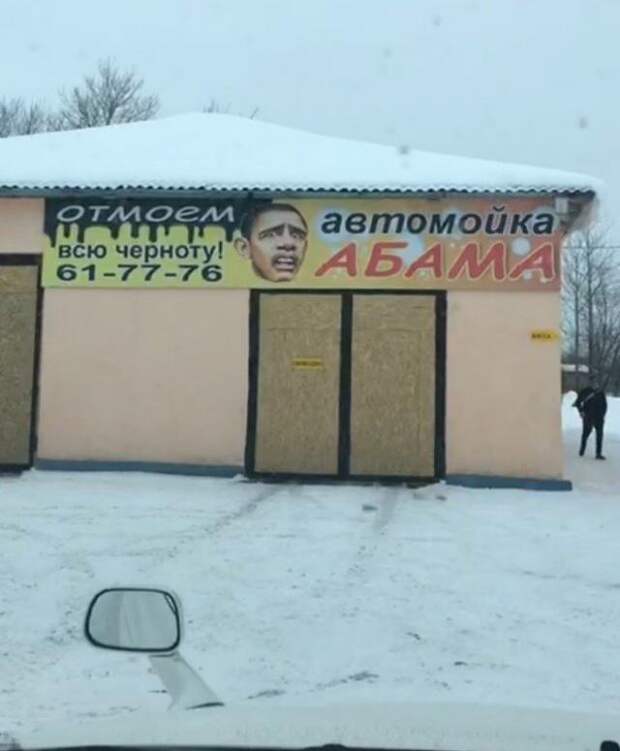 отмоем
всю черноту!
61-77-76
автомойка
АБАМА